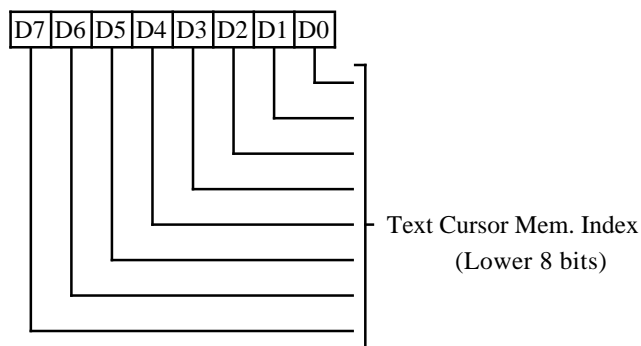 D7 D6 D5 D4 D3 D2 D1 D0
Text Cursor Mem. Index
(Lower 8 bits)